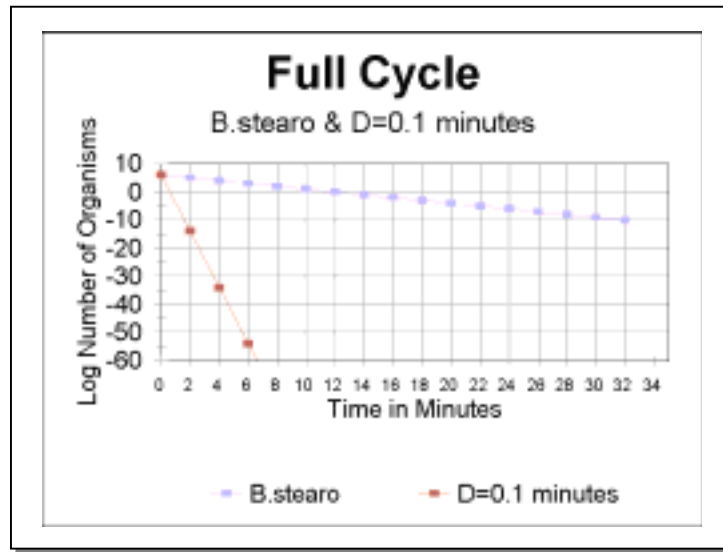 Full Cycle
B.stearo & D=0.1 minutes
Log Number of Organisms
10
0
-10
-20
-30
-40
-50
-60
0 2 4 6 8 10 12 14 16 18 20 22 24 26 28 30 32 34
Time in Minutes
B.stearo D=0.1 minutes